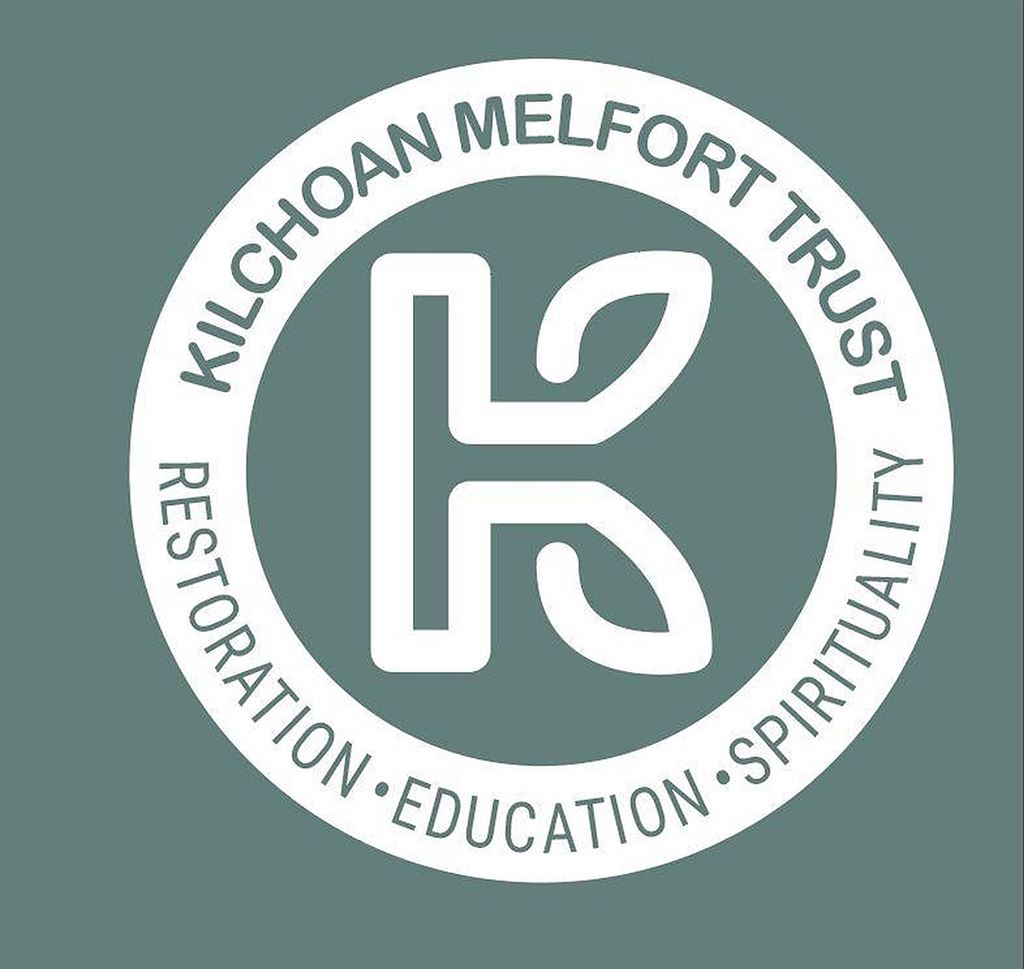 KILCHOAN MELFORT TRUST
K
RESTORATION • EDUCATION • SPIRITUALITY